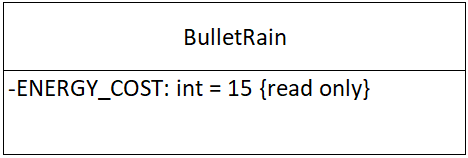 BulletRain
-ENERGY_COST: int = 15 {read only}